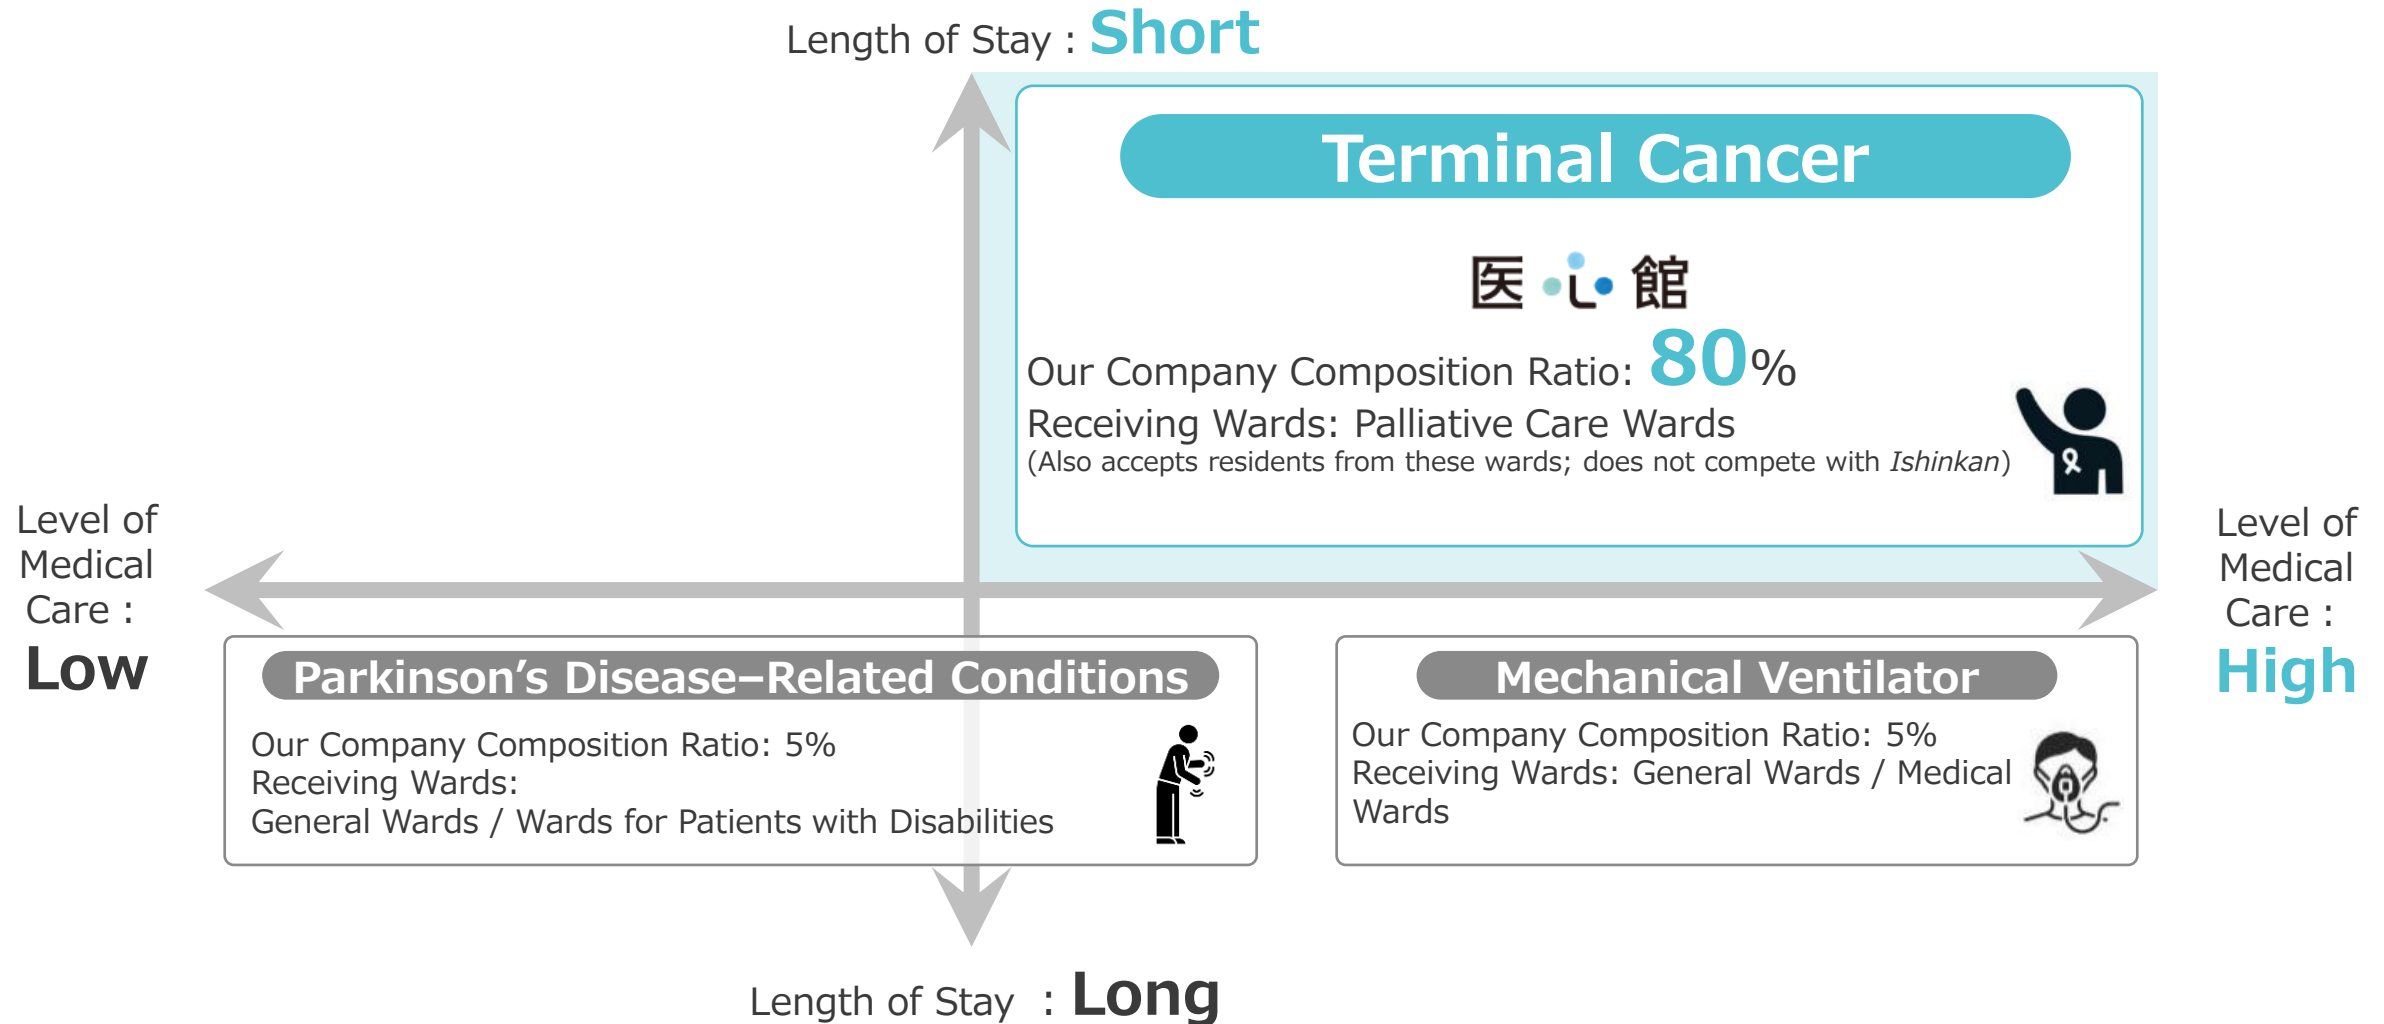 Length of Stay : Short
Terminal Cancer
医心館
Our Company Composition Ratio: 80%
Receiving Wards: Palliative Care Wards
(Also accepts residents from these wards; does not compete with Ishinkan)
Level of
Medical
Care :
Low
Level of
Medical
Care :
High
Parkinson’s Disease–Related Conditions
Our Company Composition Ratio: 5%
Receiving Wards:
General Wards / Wards for Patients with Disabilities
Mechanical Ventilator
Our Company Composition Ratio: 5%
Receiving Wards: General Wards / Medical
Wards
Length of Stay : Long